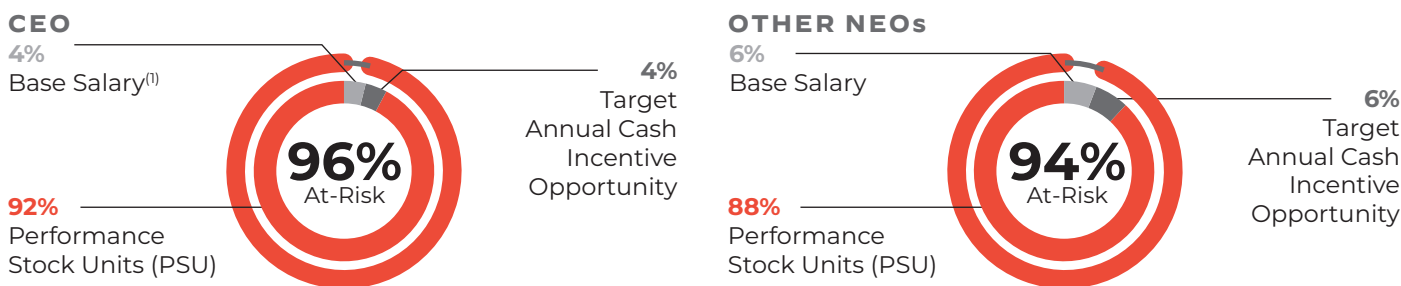 CEO
4%
Base Salary(1)
4%
Target
Annual Cash
Incentive
Opportunity
96%
At-Risk
92%
Performance
Stock Units (PSU)
OTHER NEOs
6%
Base Salary
6%
Target
Annual Cash
Incentive
Opportunity
94%
At-Risk
88%
Performance
Stock Units (PSU)